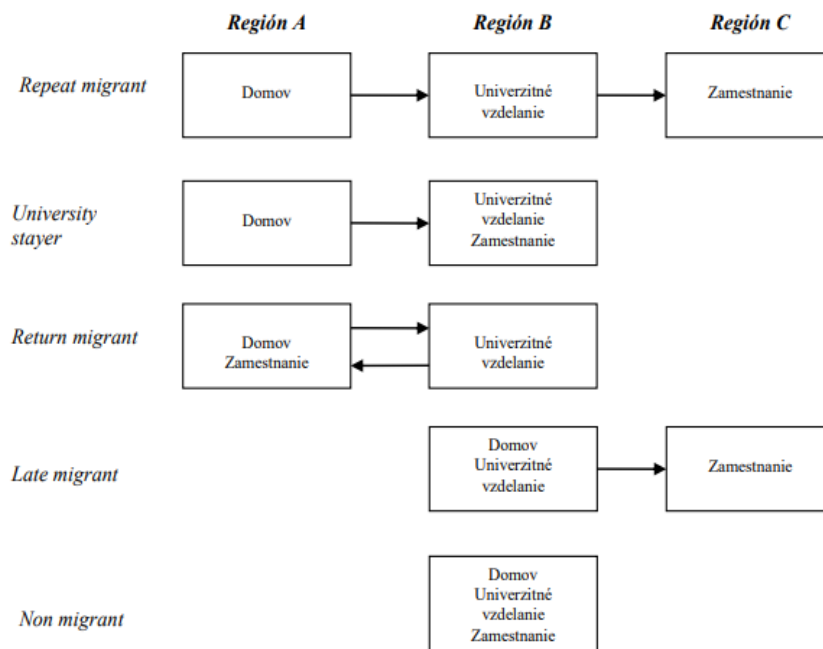 Región A Región B Región C
Repeat migrant
Domov
Univerzitné
vzdelanie
Zamestnanie
University
stayer
Domov
Univerzitné
vzdelanie
Zamestnanie
Return migrant
Domov
Zamestnanie
Univerzitné
vzdelanie
Late migrant
Domov
Univerzitné
vzdelanie
Zamestnanie
Non migrant
Domov
Univerzitné
vzdelanie
Zamestnanie